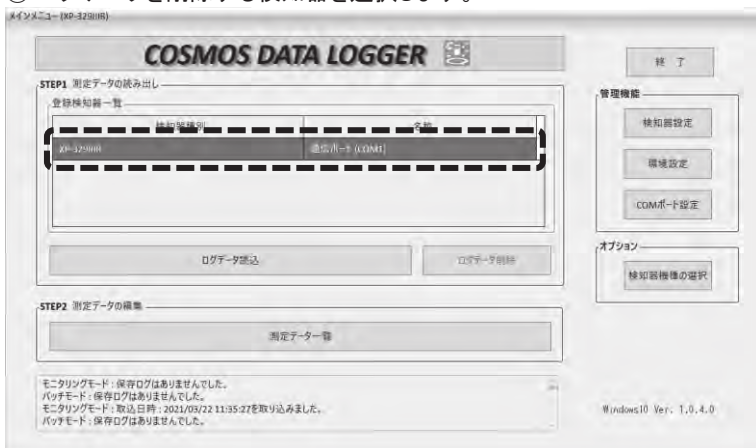 メインメニュー (XP-329ⅢR)
COSMOS DATA LOGGER
終 了
STEP1 測定データの読み出し
登録検知器一覧
検知器種別 名称
XP-329ⅢR 通信ポート (COM1)
ログデータ読込 ログデータ削除
管理機能
検知器設定
環境設定
COMポート設定
オプション
検知器機種の選択
STEP2 測定データの編集
測定データ一覧
モニタリングモード : 保存ログはありませんでした。
バッチモード : 保存ログはありませんでした。
モニタリングモード : 取込日時 : 2021/03/22 11:35:27を取り込みました。
バッチモード : 保存ログはありませんでした。
Windows10 Ver. 1.0.4.0